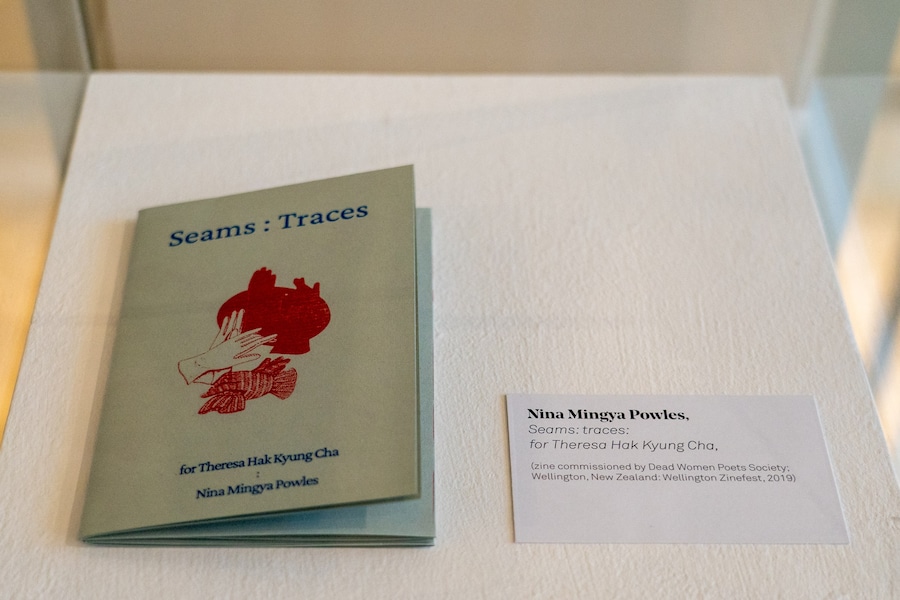 Seams : Traces
for Theresa Hak Kyung Cha
:
Nina Mingya Powles
Nina Mingya Powles,
Seams: traces:
for Theresa Hak Kyung Cha,
(zine commissioned by Dead Women Poets Society;
Wellington, New Zealand: Wellington Zinefest, 2019)